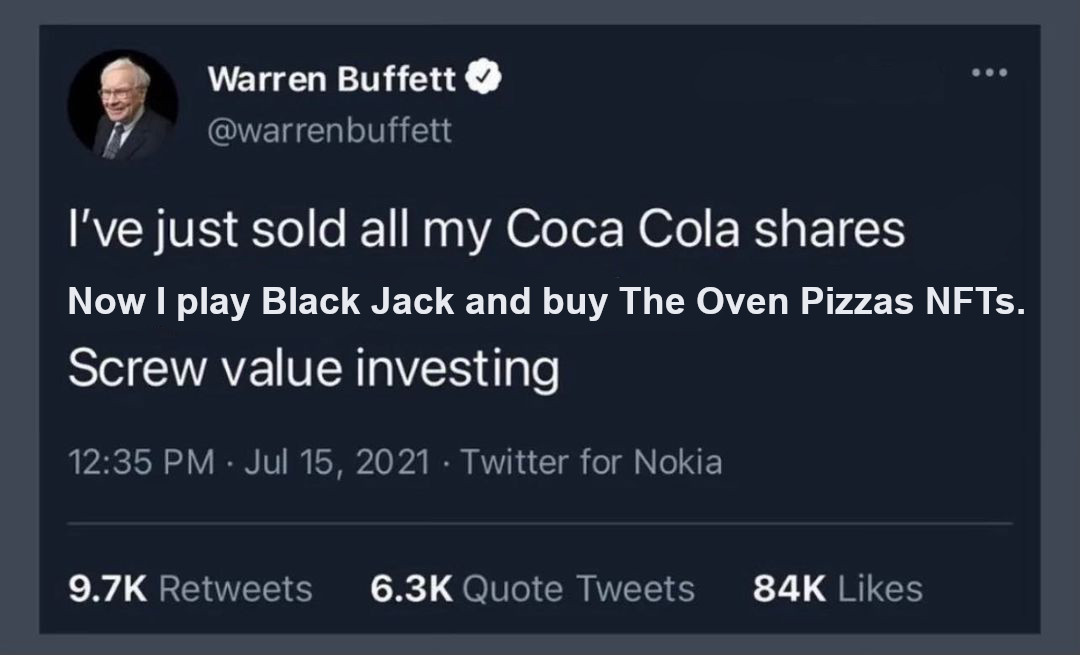 Warren Buffett
@warrenbuffett
I've just sold all my Coca Cola shares
Now I play Black Jack and buy The Oven Pizzas NFTs.
Screw value investing
12:35 PM · Jul 15, 2021 · Twitter for Nokia
9.7K Retweets 6.3K Quote Tweets 84K Likes